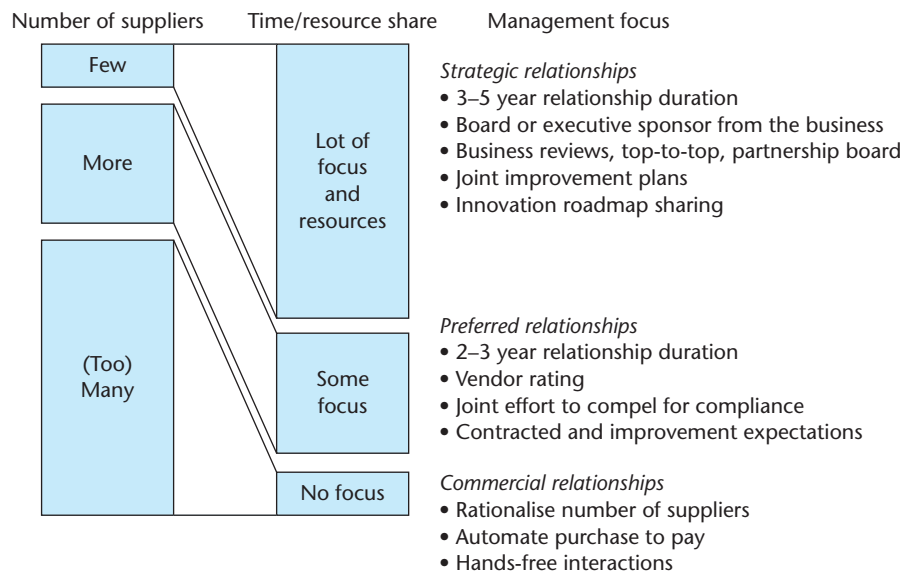 Number of suppliers
Time/resource share
Management focus
Few
More
(Too)
Many
Lot of
focus
and
resources
Some
focus
No focus
Strategic relationships
• 3–5 year relationship duration
• Board or executive sponsor from the business
• Business reviews, top-to-top, partnership board
• Joint improvement plans
• Innovation roadmap sharing
Preferred relationships
• 2–3 year relationship duration
• Vendor rating
• Joint effort to compel for compliance
• Contracted and improvement expectations
Commercial relationships
• Rationalise number of suppliers
• Automate purchase to pay
• Hands-free interactions